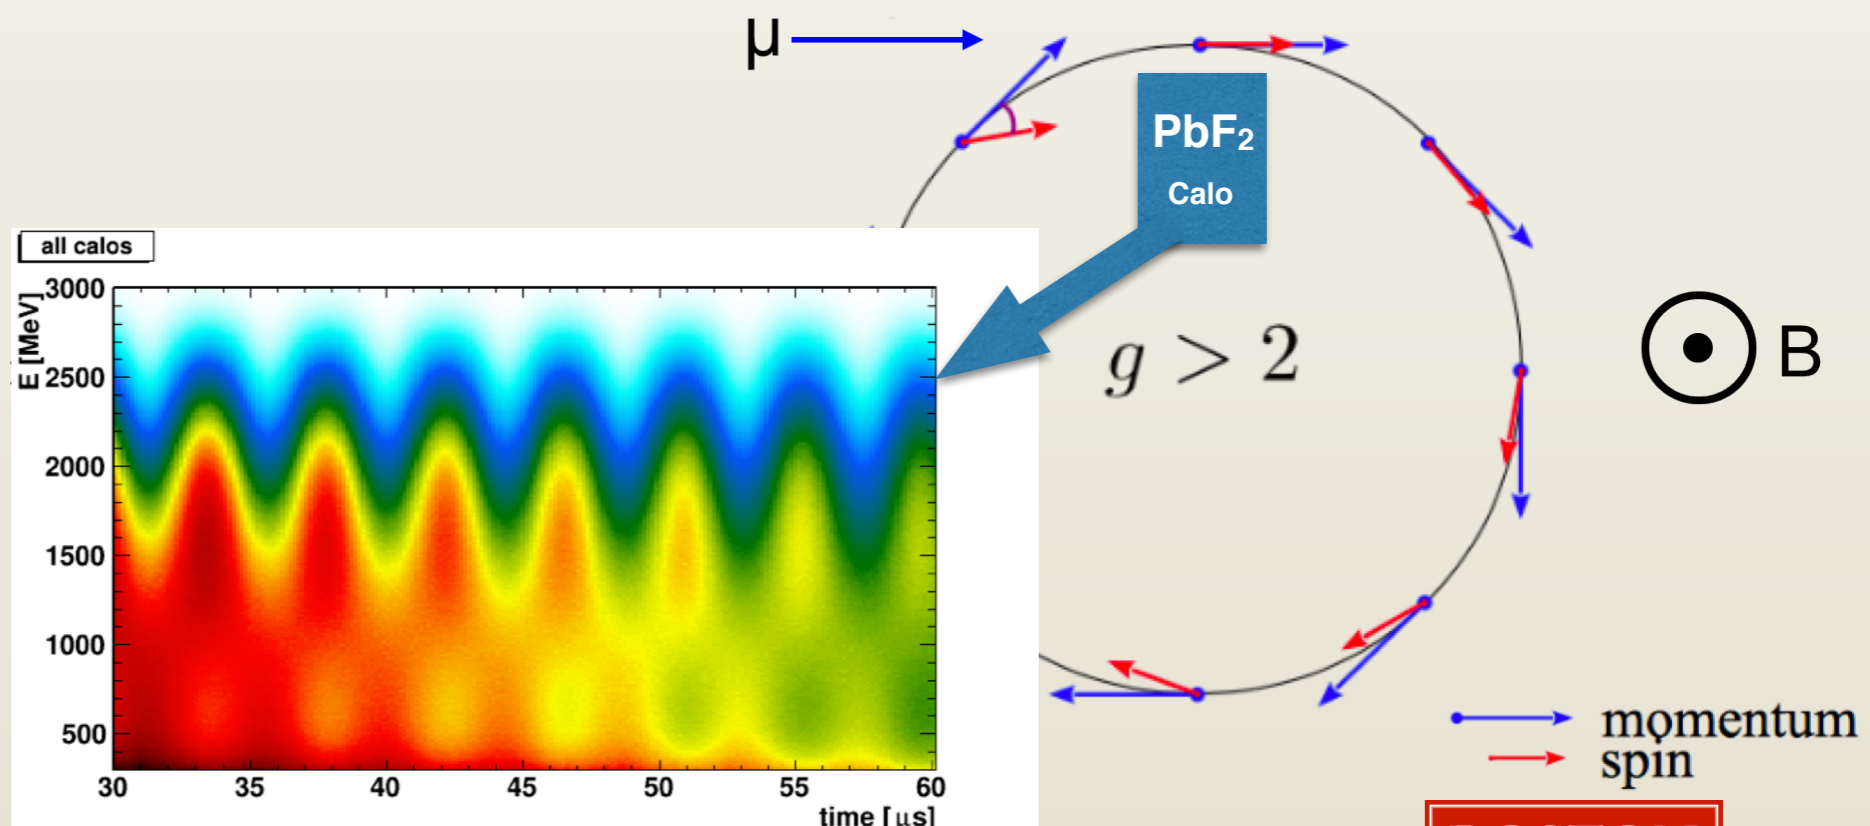 μ
PbF₂
Calo
all calos
E [MeV]
3000
2500
2000
1500
1000
500
30 35 40 45 50 55 60
time [μs]
g > 2
B
momentum
spin